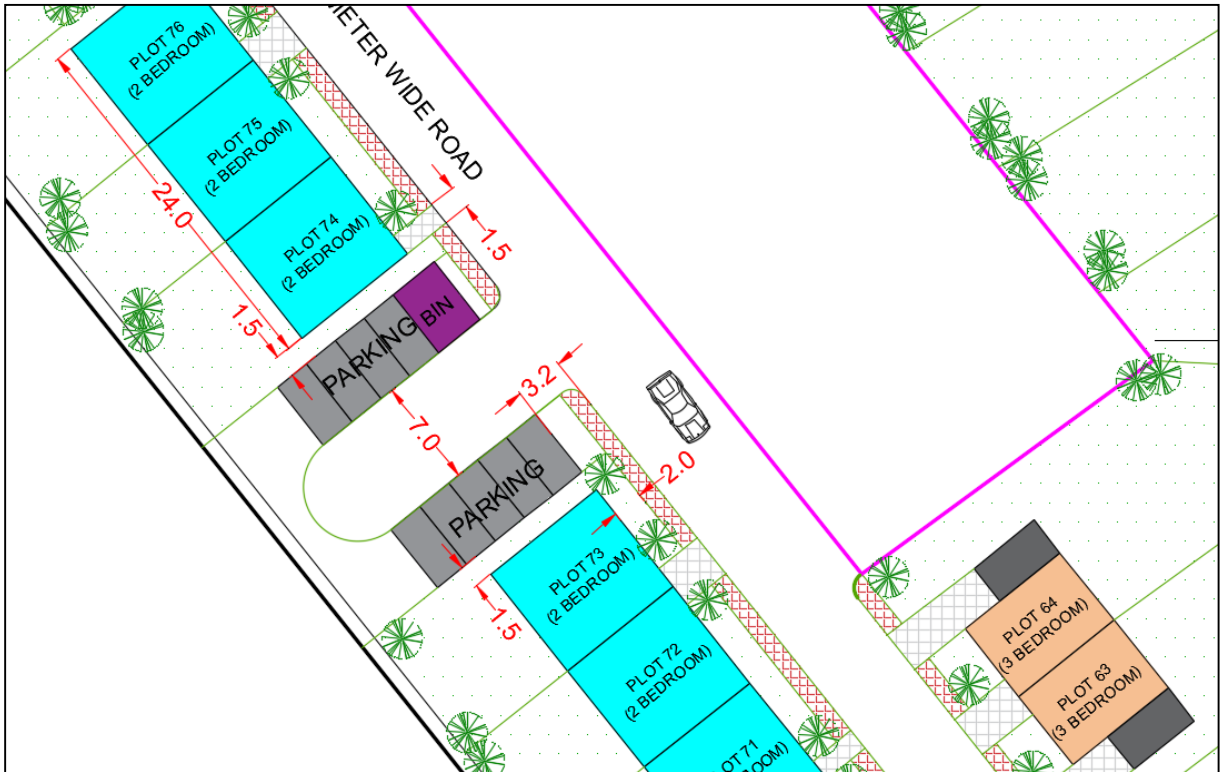 PLOT 76
(2 BEDROOM)
METER WIDE ROAD
PLOT 75
(2 BEDROOM)
24.0
PLOT 74
(2 BEDROOM)
1.5
1.5
BIN
PARKING
3.2
7.0
PARKING
2.0
PLOT 73
(2 BEDROOM)
1.5
PLOT 72
(2 BEDROOM)
PLOT 64
(3 BEDROOM)
PLOT 63
(3 BEDROOM)
PLOT 71